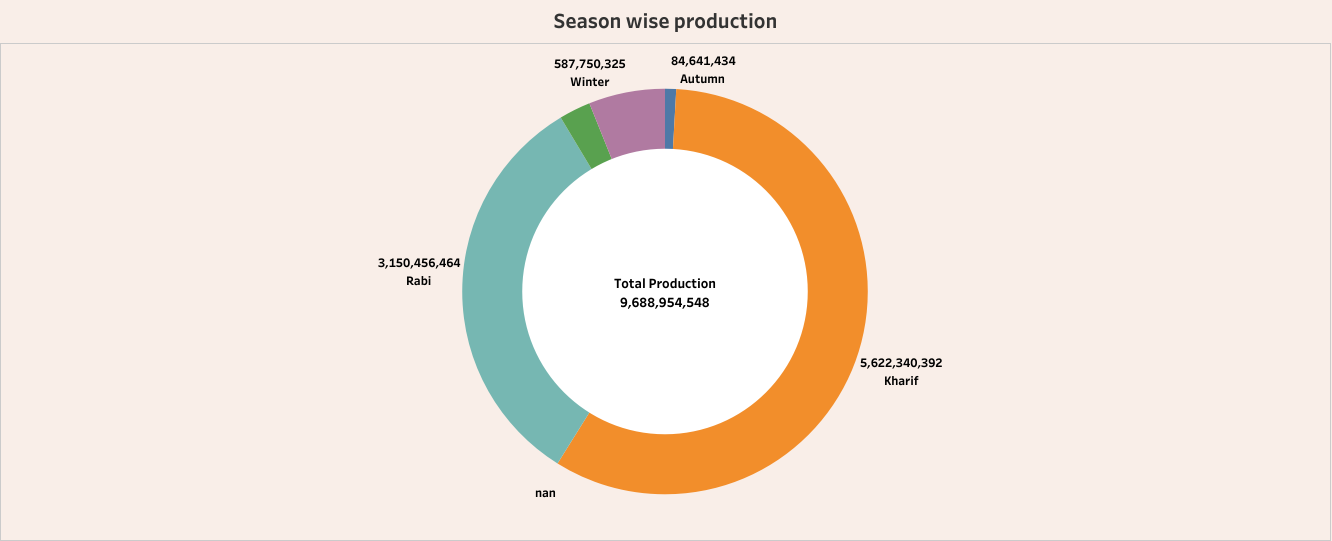 Season wise production
587,750,325
Winter
84,641,434
Autumn
3,150,456,464
Rabi
Total Production
9,688,954,548
5,622,340,392
Kharif
nan